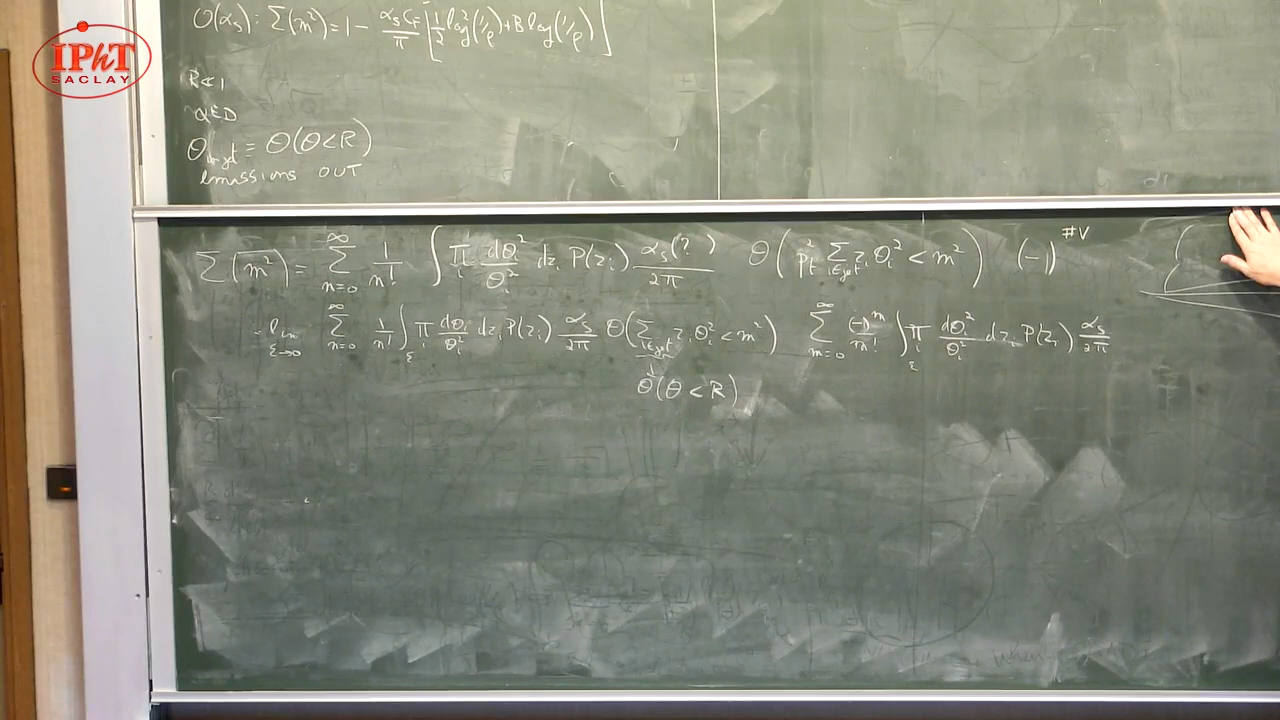 IPhT
SACLAY
O(αs): Σ(m²) = 1 - αs CF/π [1/2 log²(1/ρ) + B log(1/ρ)]
R≪1
QED
Θ(θ<R)
emissions OUT
Σ(m²) = Σ_{n=0}^{∞} 1/n! ∫ Π_i dθ_i²/θ_i² dz_i P(z_i) αs(?)/2π Θ(p_t² Σ_{i∈jet} z_i θ_i² < m²) (-1)^{#V}
= lim_{ε→0} Σ_{n=0}^{∞} 1/n! ∫_ε Π_i dθ_i/θ_i² dz_i P(z_i) αs/2π Θ(Σ_{i∈jet} z_i θ_i² < m²) Σ_{m=0}^{∞} (-)^m/m! ∫_ε Π_i dθ_i²/θ_i² dz_i P(z_i) αs/2π
↓
Θ(θ < R)